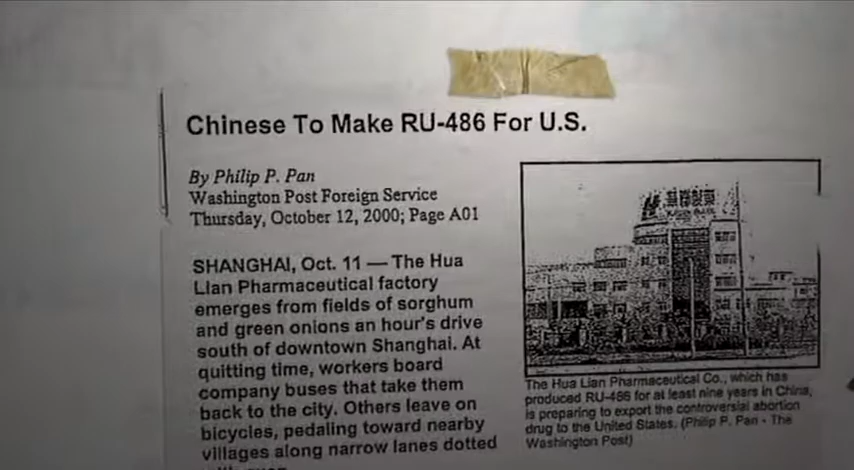 Chinese To Make RU-486 For U.S.
By Philip P. Pan
Washington Post Foreign Service
Thursday, October 12, 2000; Page A01
SHANGHAI, Oct. 11 — The Hua
Lian Pharmaceutical factory
emerges from fields of sorghum
and green onions an hour's drive
south of downtown Shanghai. At
quitting time, workers board
company buses that take them
back to the city. Others leave on
bicycles, pedaling toward nearby
villages along narrow lanes dotted
The Hua Lian Pharmaceutical Co., which has
produced RU-486 for at least nine years in China,
is preparing to export the controversial abortion
drug to the United States. (Philip P. Pan - The
Washington Post)